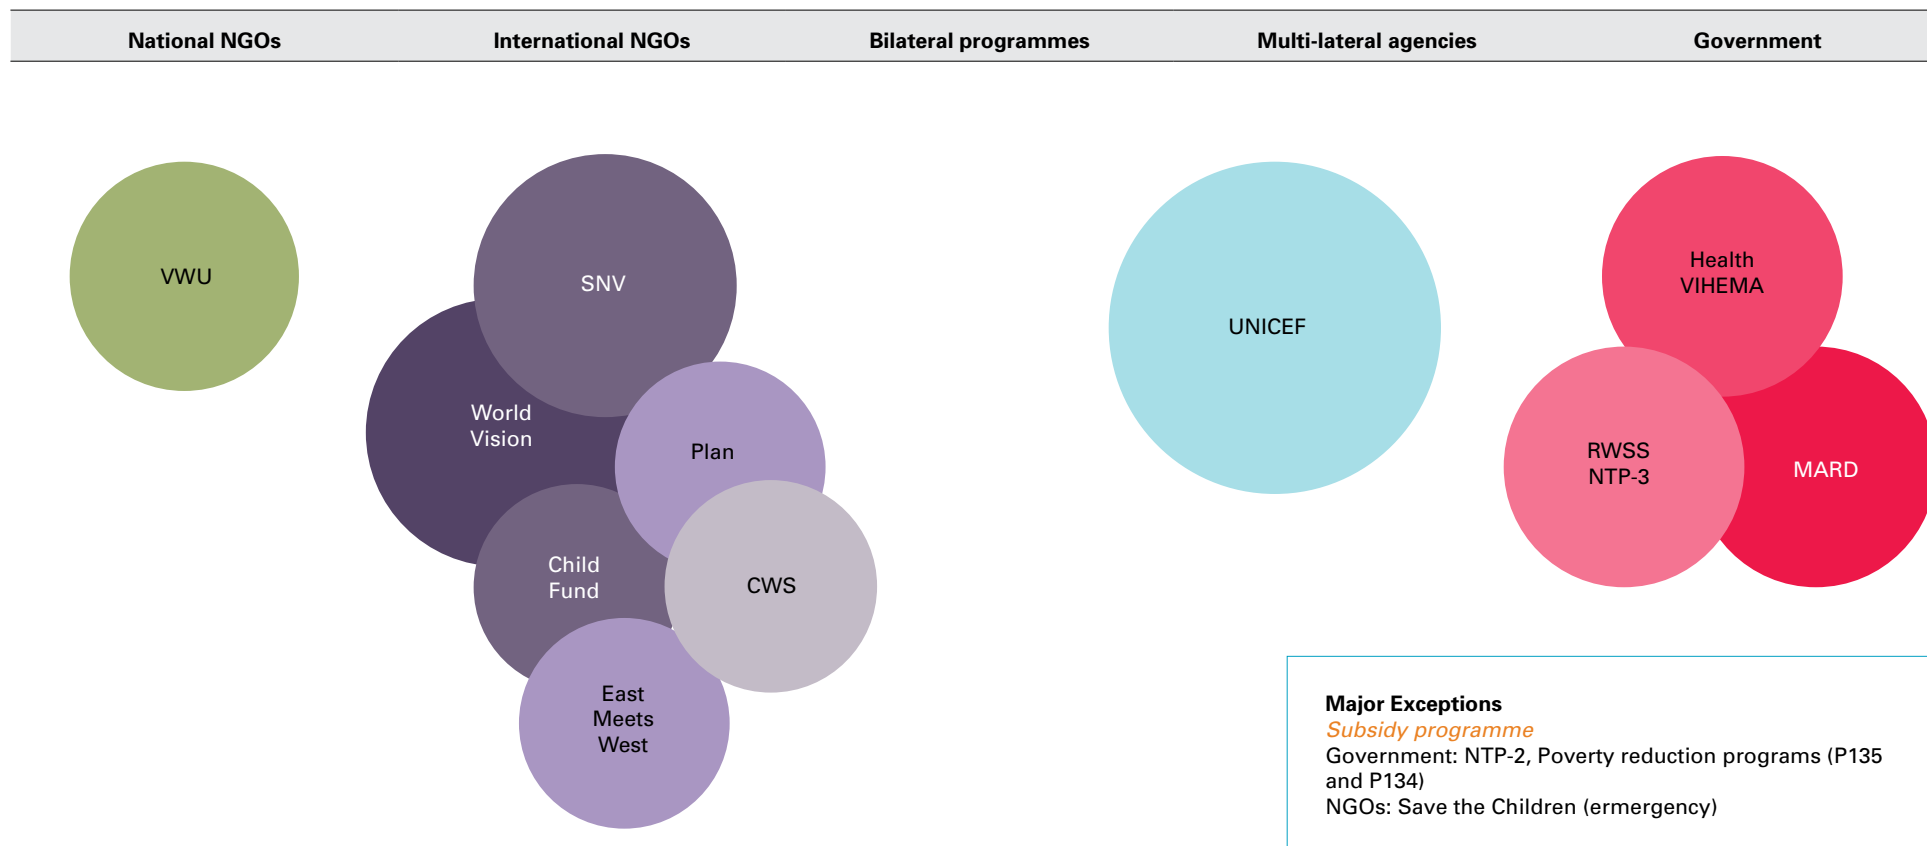 National NGOs
International NGOs
Bilateral programmes
Multi-lateral agencies
Government
VWU
SNV
World
Vision
Plan
Child
Fund
CWS
East
Meets
West
UNICEF
Health
VIHEMA
RWSS
NTP-3
MARD
Major Exceptions
Subsidy programme
Government: NTP-2, Poverty reduction programs (P135
and P134)
NGOs: Save the Children (ermergency)